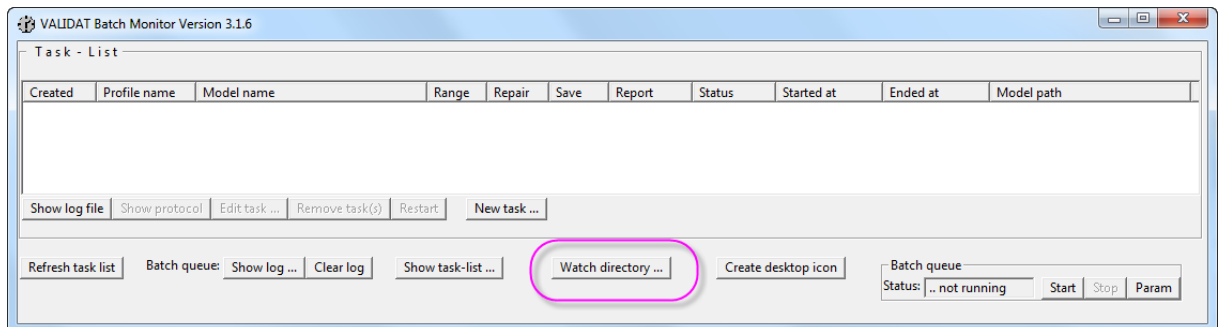 VALIDAT Batch Monitor Version 3.1.6
Task - List
Created Profile name Model name Range Repair Save Report Status Started at Ended at Model path
Show log file Show protocol Edit task ... Remove task(s) Restart New task ...
Refresh task list Batch queue: Show log ... Clear log Show task-list ... Watch directory ... Create desktop icon Batch queue
Status: .. not running Start Stop Param